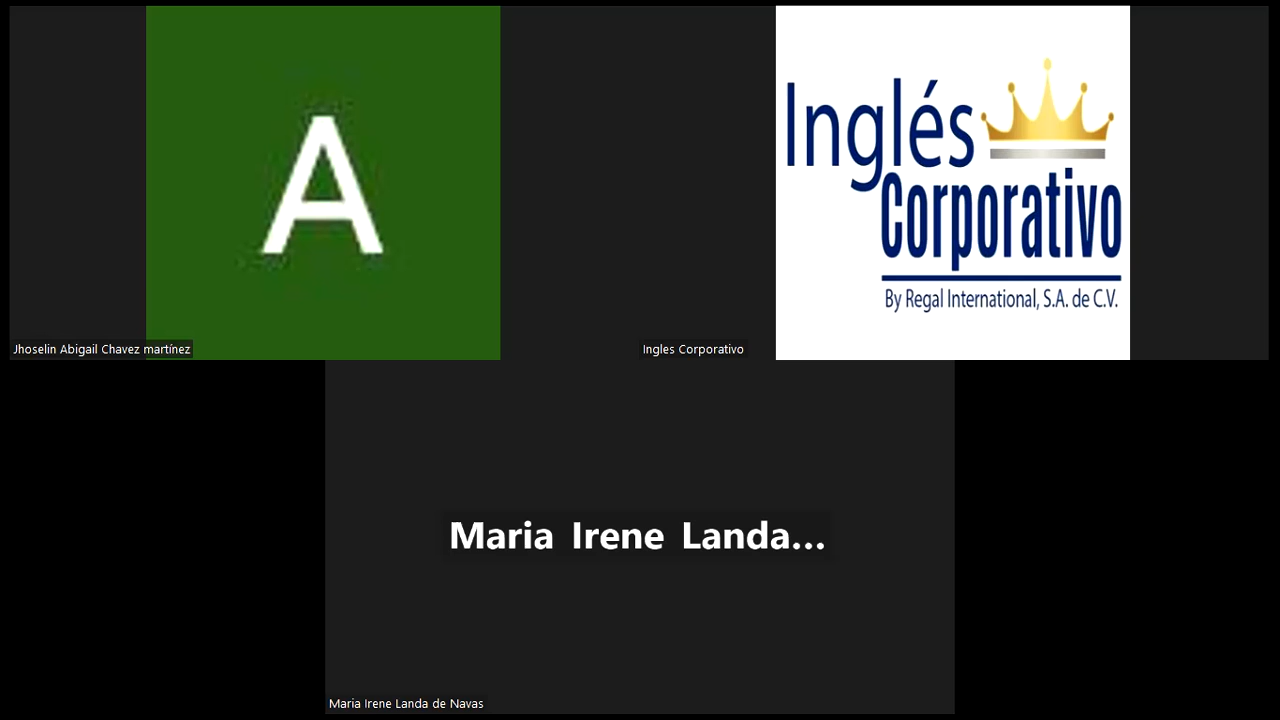 A
Jhoselin Abigail Chavez martínez
Inglés
Corporativo
By Regal International, S.A. de C.V.
Ingles Corporativo
Maria Irene Landa...
Maria Irene Landa de Navas